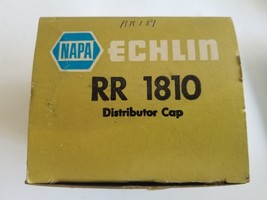 NAPA ECHLIN
RR 1810
Distributor Cap